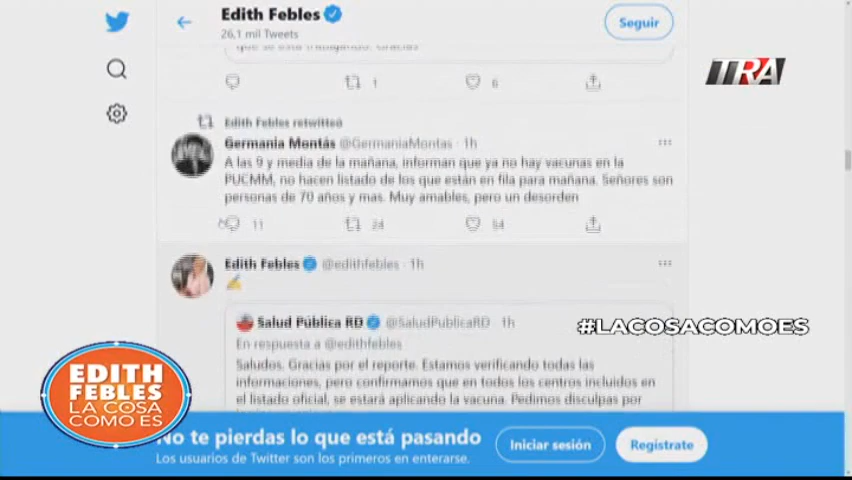 Edith Febles
26,1 mil Tweets
Seguir
TRA
que se está trabajando. Gracias
1
6
Edith Febles retwitteó
Germania Montás @GermaniaMontas · 1h
A las 9 y media de la mañana, informan que ya no hay vacunas en la
PUCMM, no hacen listado de los que están en fila para mañana. Señores son
personas de 70 años y mas. Muy amables, pero un desorden
11
24
54
Edith Febles @edithfebles · 1h
Salud Pública RD @SaludPublicaRD · 1h
#LACOSACOMOES
En respuesta a @edithfebles
Saludos. Gracias por el reporte. Estamos verificando todas las
informaciones, pero confirmamos que en todos los centros incluidos en
el listado oficial, se estará aplicando la vacuna. Pedimos disculpas por
EDITH
FEBLES
LA COSA
COMO ES
No te pierdas lo que está pasando
Los usuarios de Twitter son los primeros en enterarse.
Iniciar sesión
Regístrate